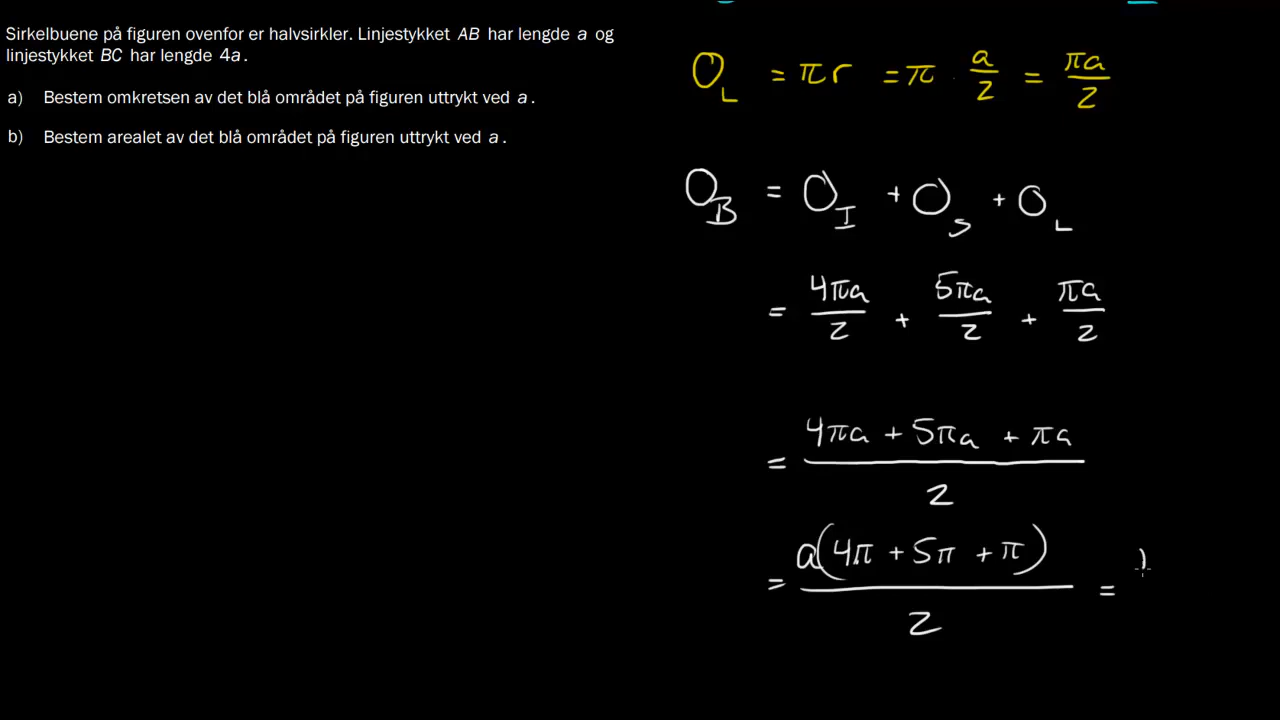 Sirkelbuene på figuren ovenfor er halvsirkler. Linjestykket AB har lengde a og
linjestykket BC har lengde 4a.
a) Bestem omkretsen av det blå området på figuren uttrykt ved a.
b) Bestem arealet av det blå området på figuren uttrykt ved a.
O_L = πr = π · a/2 = πa/2
O_B = O_I + O_S + O_L
= 4πa/2 + 5πa/2 + πa/2
= (4πa + 5πa + πa)/2
= a(4π + 5π + π)/2 =